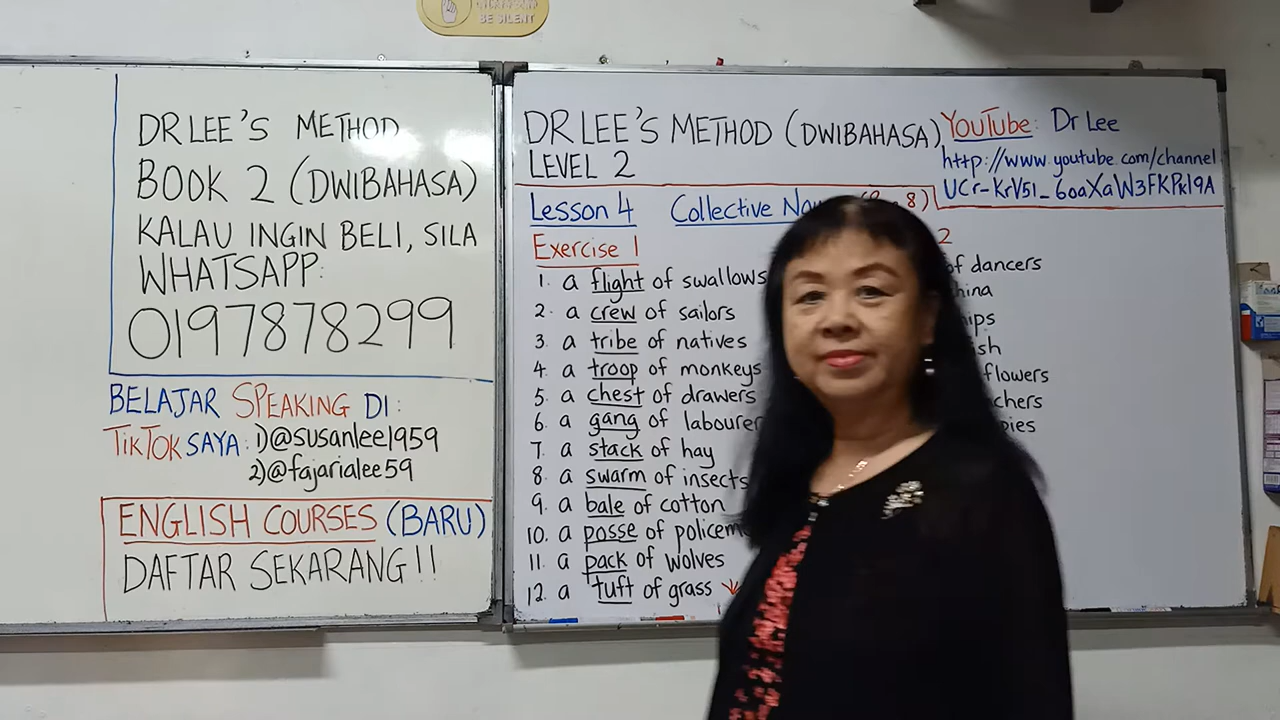 BE SILENT
DR LEE'S METHOD
BOOK 2 (DWIBAHASA)
KALAU INGIN BELI, SILA
WHATSAPP:
0197878299
BELAJAR SPEAKING DI:
TIKTOK SAYA: 1)@susanlee1959
2)@fajarialee59
ENGLISH COURSES (BARU)
DAFTAR SEKARANG!!
DR LEE'S METHOD (DWIBAHASA)
LEVEL 2
YOUTUBE: Dr Lee
http://www.youtube.com/channel
UCr-KrV51_6oaXaW3FKPkl9A
Lesson 4 Collective 8)
Exercise 1
2
1. a flight of swallows
2. a crew of sailors
3. a tribe of natives
4. a troop of monkeys
5. a chest of drawers
6. a gang of labourer
7. a stack of hay
8. a swarm of insects
9. a bale of cotton
10. a posse of policem
11. a pack of wolves
12. a tuft of grass
of dancers
flowers